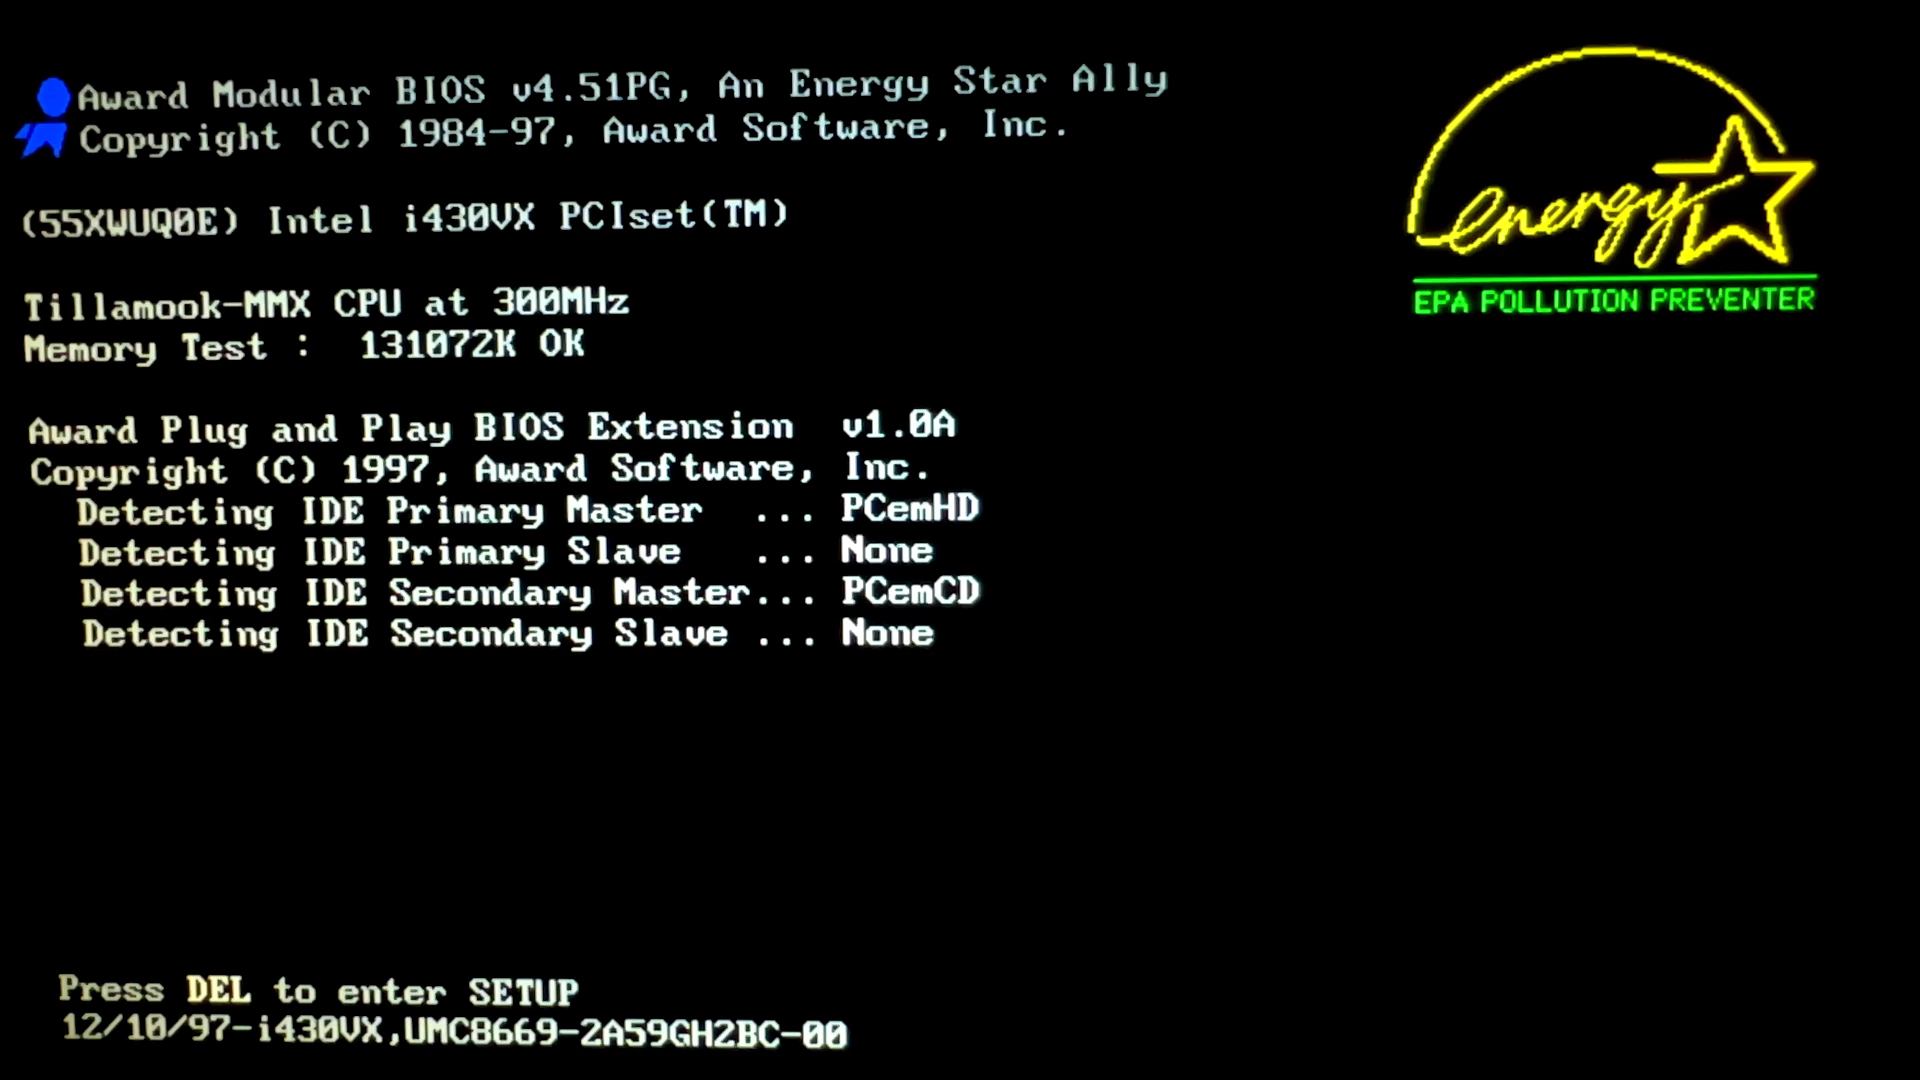 Award Modular BIOS v4.51PG, An Energy Star Ally
Copyright (C) 1984-97, Award Software, Inc.
energy
EPA POLLUTION PREVENTER
(55XWUQ0E) Intel i430VX PCIset(TM)
Tillamook-MMX CPU at 300MHz
Memory Test : 131072K OK
Award Plug and Play BIOS Extension v1.0A
Copyright (C) 1997, Award Software, Inc.
Detecting IDE Primary Master ... PCemHD
Detecting IDE Primary Slave ... None
Detecting IDE Secondary Master... PCemCD
Detecting IDE Secondary Slave ... None
Press DEL to enter SETUP
12/10/97-i430VX,UMC8669-2A59GH2BC-00